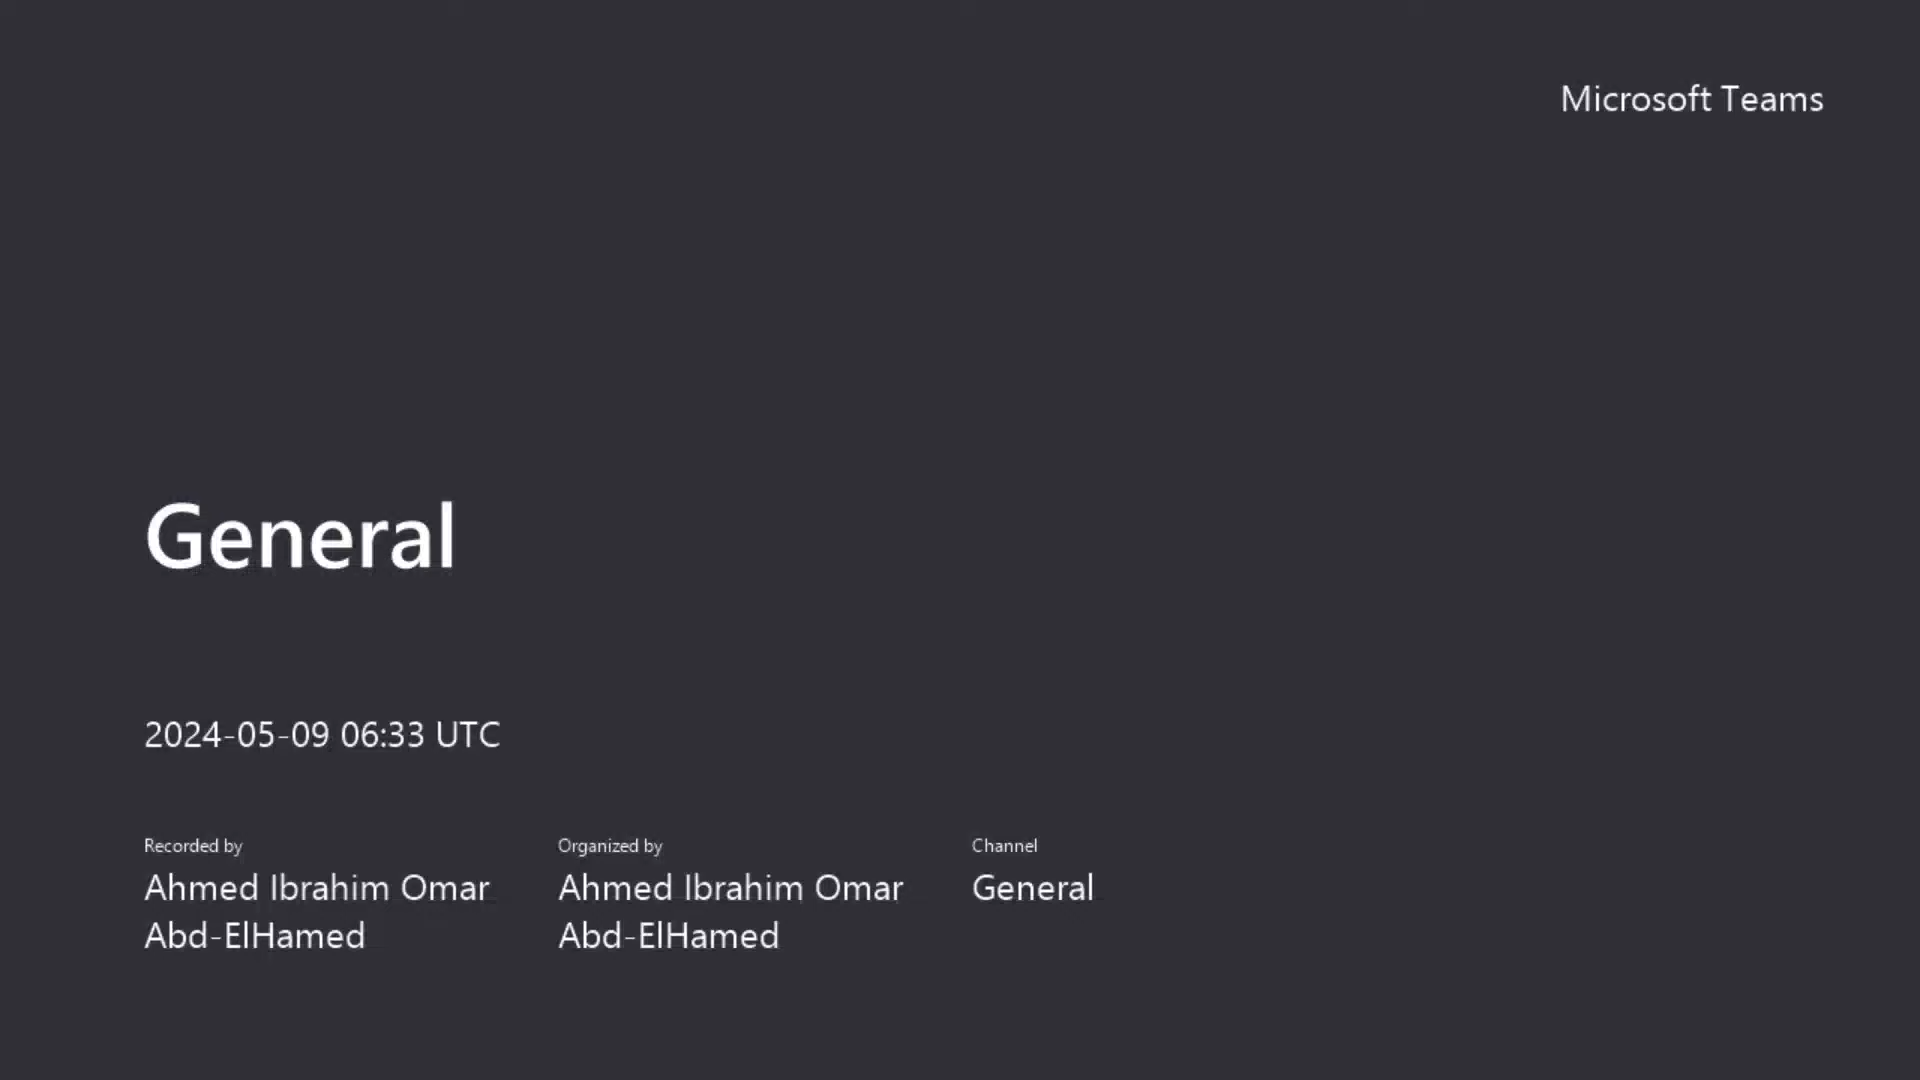 Microsoft Teams
General
2024-05-09 06:33 UTC
Recorded by
Ahmed Ibrahim Omar
Abd-ElHamed
Organized by
Ahmed Ibrahim Omar
Abd-ElHamed
Channel
General